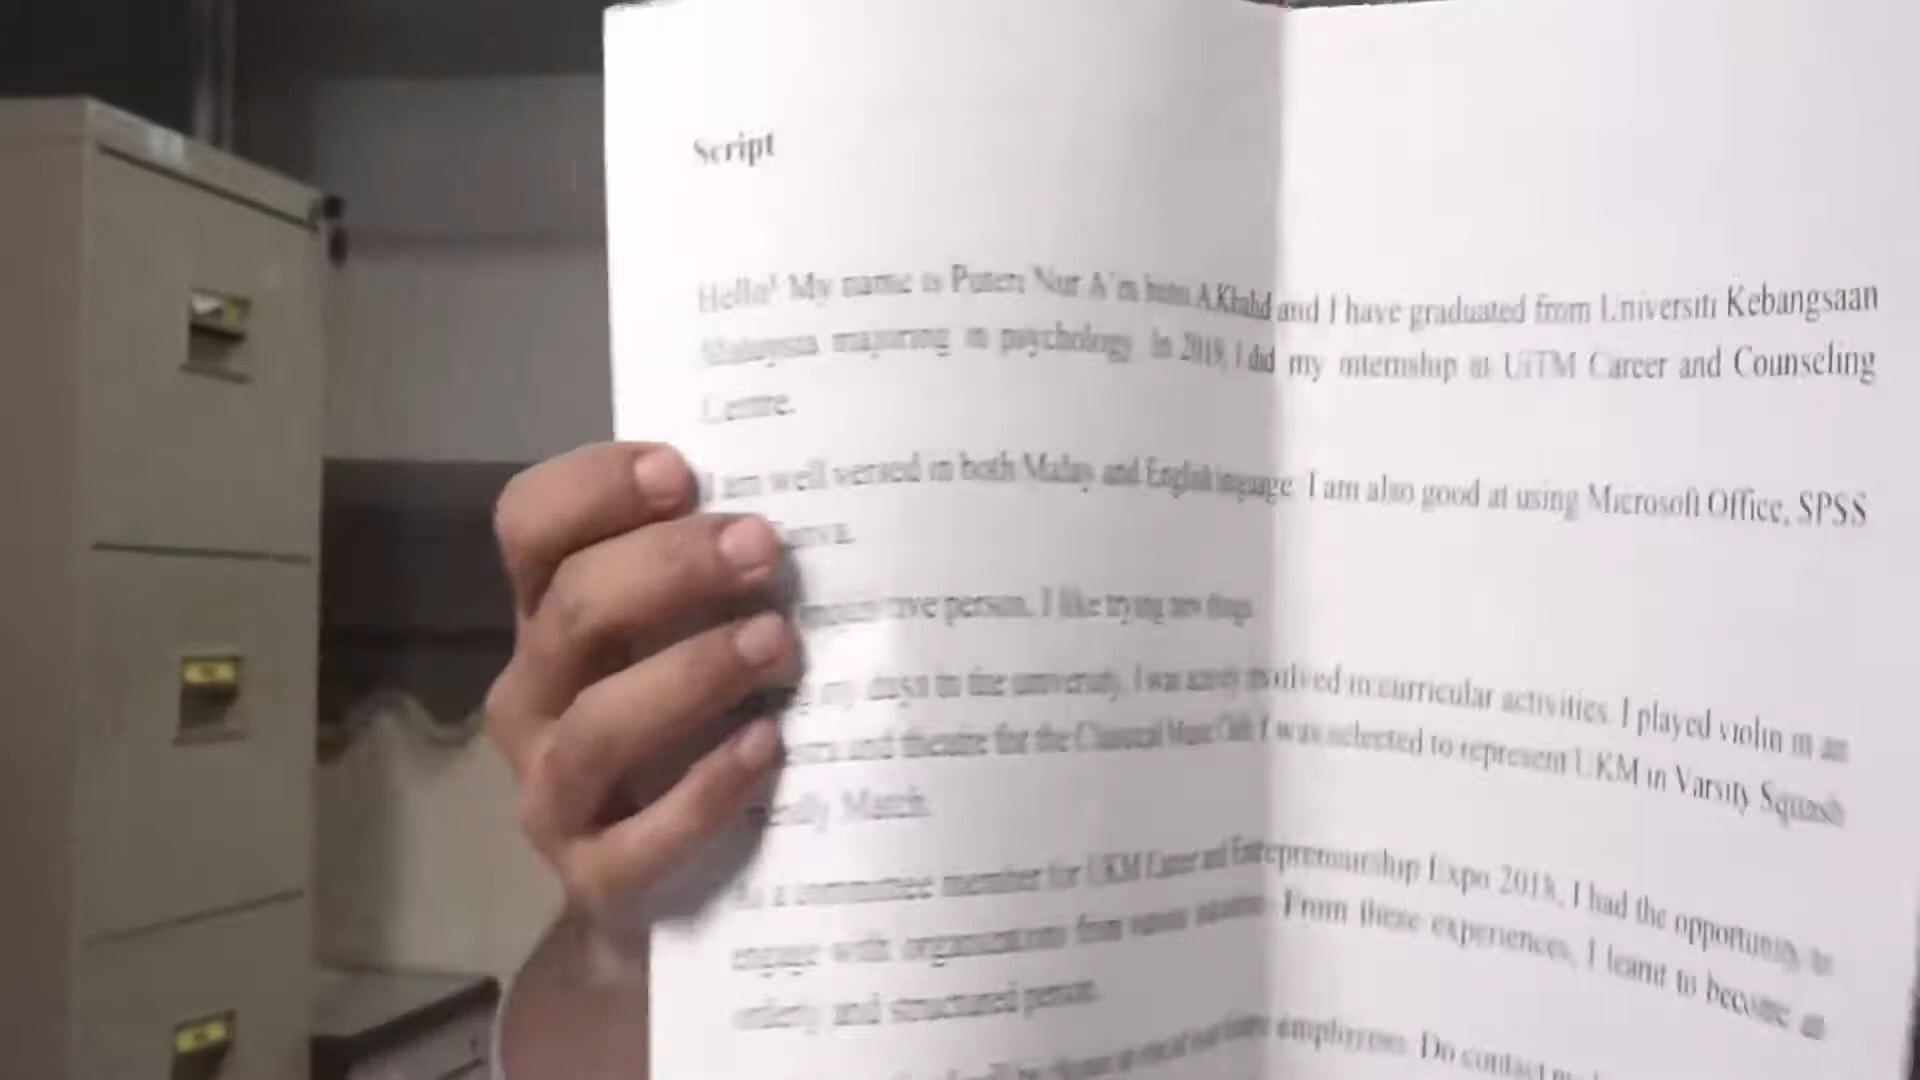 Script
Hello! My name is Puteri Nur A'in binti A.Khalid and I have graduated from Universiti Kebangsaan
Malaysia majoring in psychology. In 2019, I did my internship at UiTM Career and Counseling
Centre.
I am well versed in both Malay and English language. I am also good at using Microsoft Office, SPSS
person. I like trying new things.
my days in the university, I was actively involved in curricular activities. I played violin in an
and theatre for the Classical Music Club. I was selected to represent UKM in Varsity Squash
Match.
As a committee member for UKM Career and Entrepreneurship Expo 2018, I had the opportunity to
engage with organizations from From these experiences, I learnt to become an
orderly and structured person.
employees. Do contact